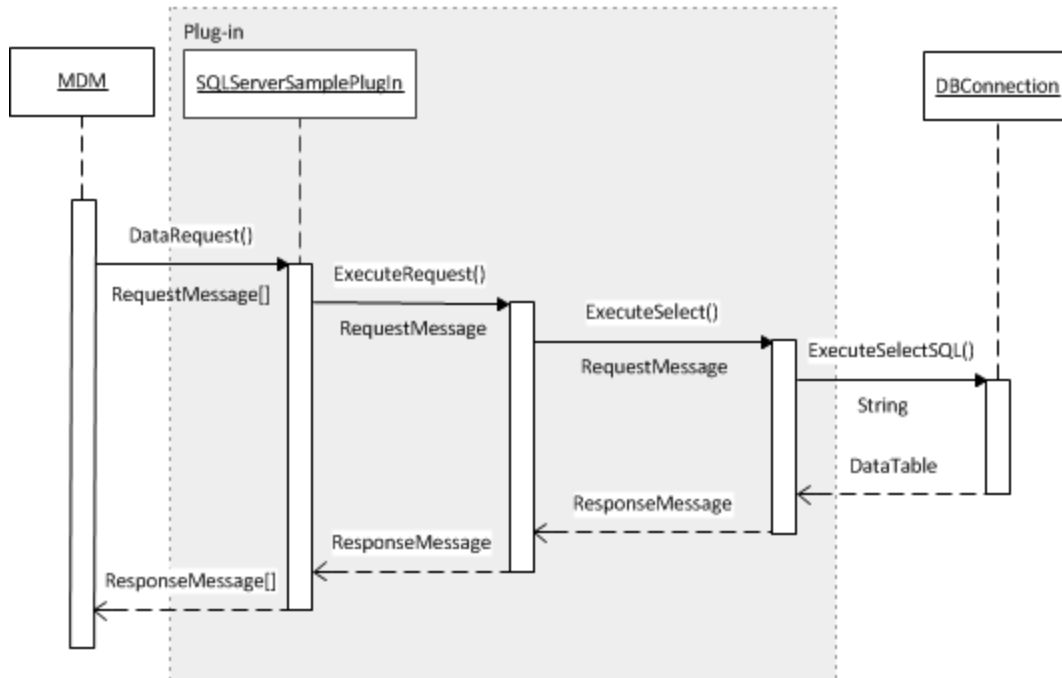 Plug-in
MDM
SQLServerSamplePlugIn
DBConnection
DataRequest()
RequestMessage[]
ExecuteRequest()
RequestMessage
ExecuteSelect()
RequestMessage
ExecuteSelectSQL()
String
DataTable
ResponseMessage
ResponseMessage
ResponseMessage[]